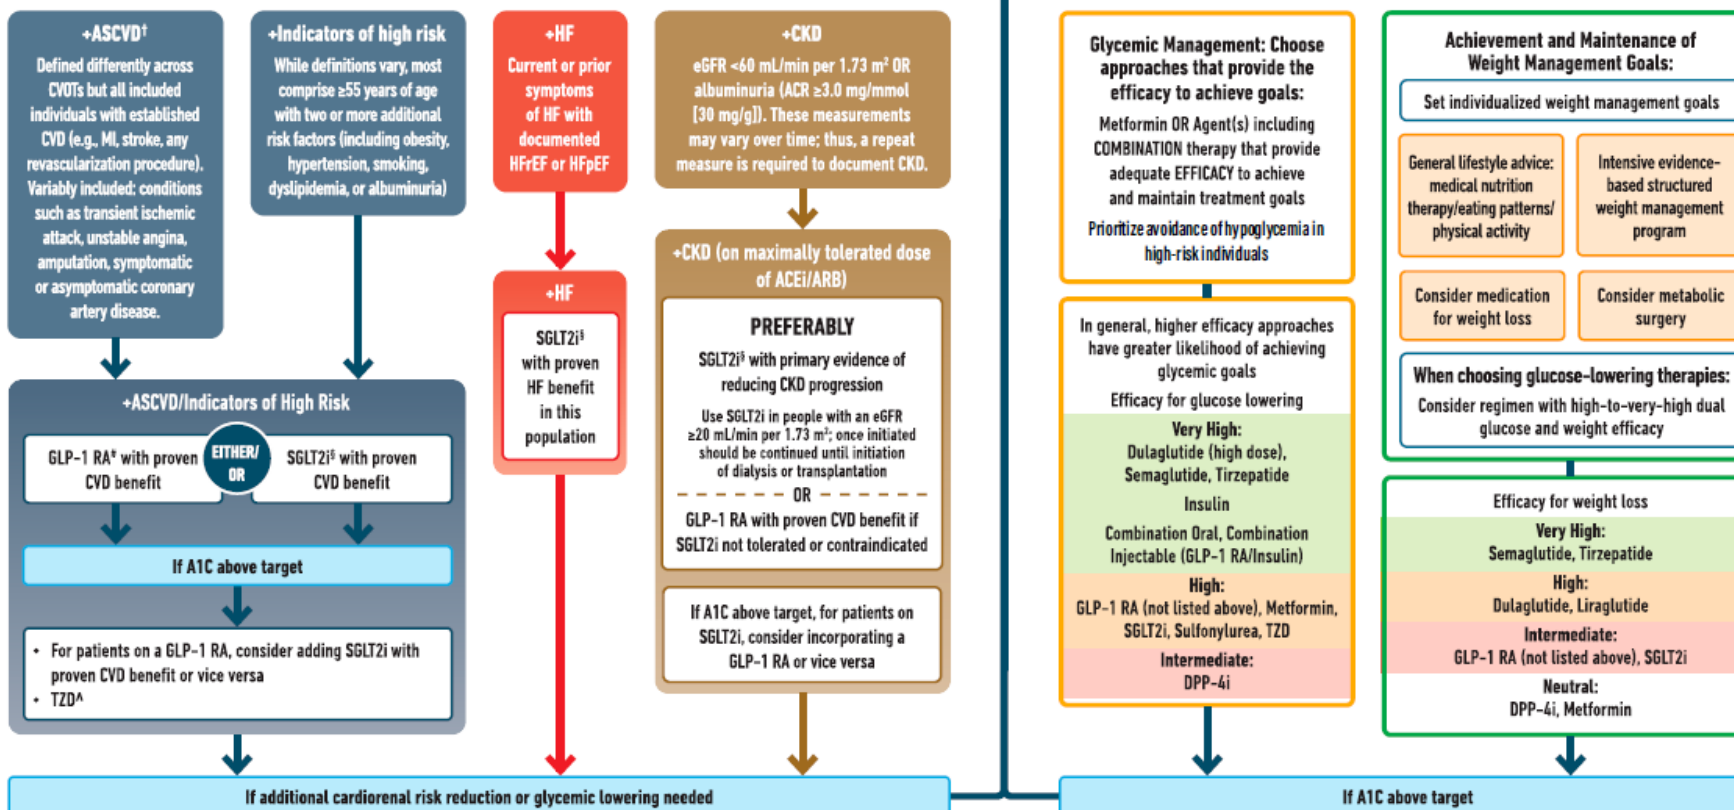 +ASCVD†
Defined differently across
CVOTs but all included
individuals with established
CVD (e.g., MI, stroke, any
revascularization procedure).
Variably included: conditions
such as transient ischemic
attack, unstable angina,
amputation, symptomatic
or asymptomatic coronary
artery disease.
+Indicators of high risk
While definitions vary, most
comprise ≥55 years of age
with two or more additional
risk factors (including obesity,
hypertension, smoking,
dyslipidemia, or albuminuria)
+ASCVD/Indicators of High Risk
GLP-1 RA# with proven
CVD benefit
EITHER/
OR
SGLT2i§ with proven
CVD benefit
If A1C above target
• For patients on a GLP-1 RA, consider adding SGLT2i with
proven CVD benefit or vice versa
• TZD^
+HF
Current or prior
symptoms
of HF with
documented
HFrEF or HFpEF
+HF
SGLT2i§
with proven
HF benefit
in this
population
+CKD
eGFR <60 mL/min per 1.73 m² OR
albuminuria (ACR ≥3.0 mg/mmol
[30 mg/g]). These measurements
may vary over time; thus, a repeat
measure is required to document CKD.
+CKD (on maximally tolerated dose
of ACEi/ARB)
PREFERABLY
SGLT2i§ with primary evidence of
reducing CKD progression
Use SGLT2i in people with an eGFR
≥20 mL/min per 1.73 m²; once initiated
should be continued until initiation
of dialysis or transplantation
OR
GLP-1 RA with proven CVD benefit if
SGLT2i not tolerated or contraindicated
If A1C above target, for patients on
SGLT2i, consider incorporating a
GLP-1 RA or vice versa
If additional cardiorenal risk reduction or glycemic lowering needed
Glycemic Management: Choose
approaches that provide the
efficacy to achieve goals:
Metformin OR Agent(s) including
COMBINATION therapy that provide
adequate EFFICACY to achieve
and maintain treatment goals
Prioritize avoidance of hypoglycemia in
high-risk individuals
In general, higher efficacy approaches
have greater likelihood of achieving
glycemic goals
Efficacy for glucose lowering
Very High:
Dulaglutide (high dose),
Semaglutide, Tirzepatide
Insulin
Combination Oral, Combination
Injectable (GLP-1 RA/Insulin)
High:
GLP-1 RA (not listed above), Metformin,
SGLT2i, Sulfonylurea, TZD
Intermediate:
DPP-4i
Achievement and Maintenance of
Weight Management Goals:
Set individualized weight management goals
General lifestyle advice:
medical nutrition
therapy/eating patterns/
physical activity
Intensive evidence-
based structured
weight management
program
Consider medication
for weight loss
Consider metabolic
surgery
When choosing glucose-lowering therapies:
Consider regimen with high-to-very-high dual
glucose and weight efficacy
Efficacy for weight loss
Very High:
Semaglutide, Tirzepatide
High:
Dulaglutide, Liraglutide
Intermediate:
GLP-1 RA (not listed above), SGLT2i
Neutral:
DPP-4i, Metformin
If A1C above target